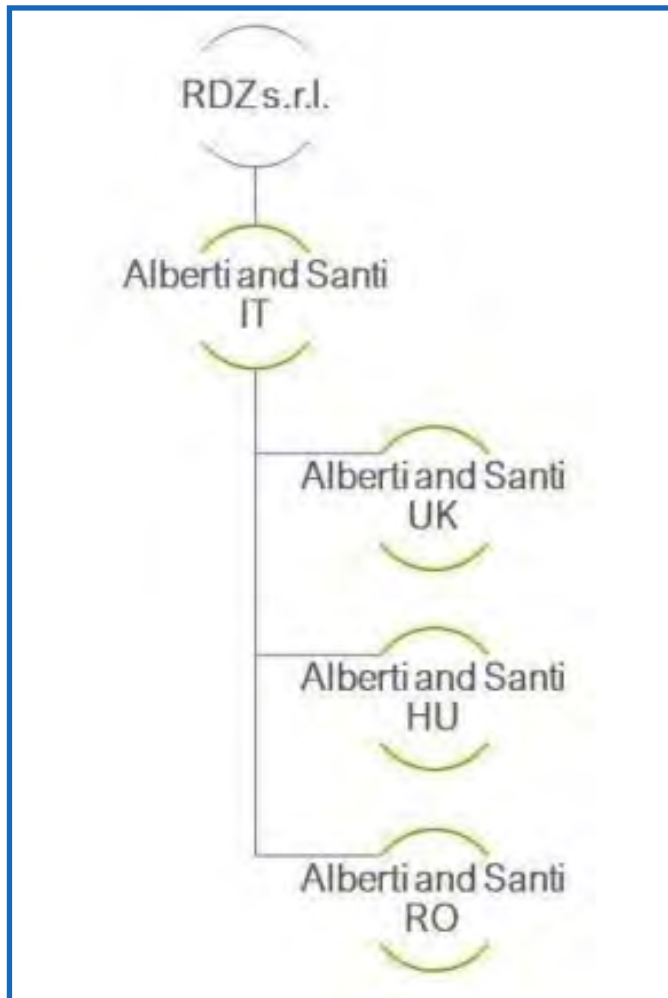 RDZ s.r.l.
Alberti and Santi
IT
Alberti and Santi
UK
Alberti and Santi
HU
Alberti and Santi
RO